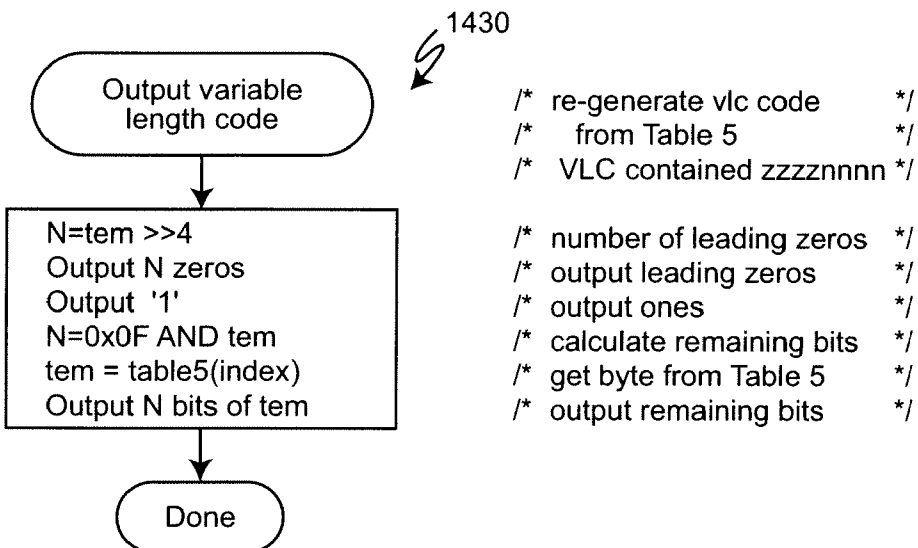 1430
Output variable
length code
/* re-generate vlc code */
/* from Table 5 */
/* VLC contained zzzznnnn */
N=tem >>4
Output N zeros
Output '1'
N=0x0F AND tem
tem = table5(index)
Output N bits of tem
/* number of leading zeros */
/* output leading zeros */
/* output ones */
/* calculate remaining bits */
/* get byte from Table 5 */
/* output remaining bits */
Done